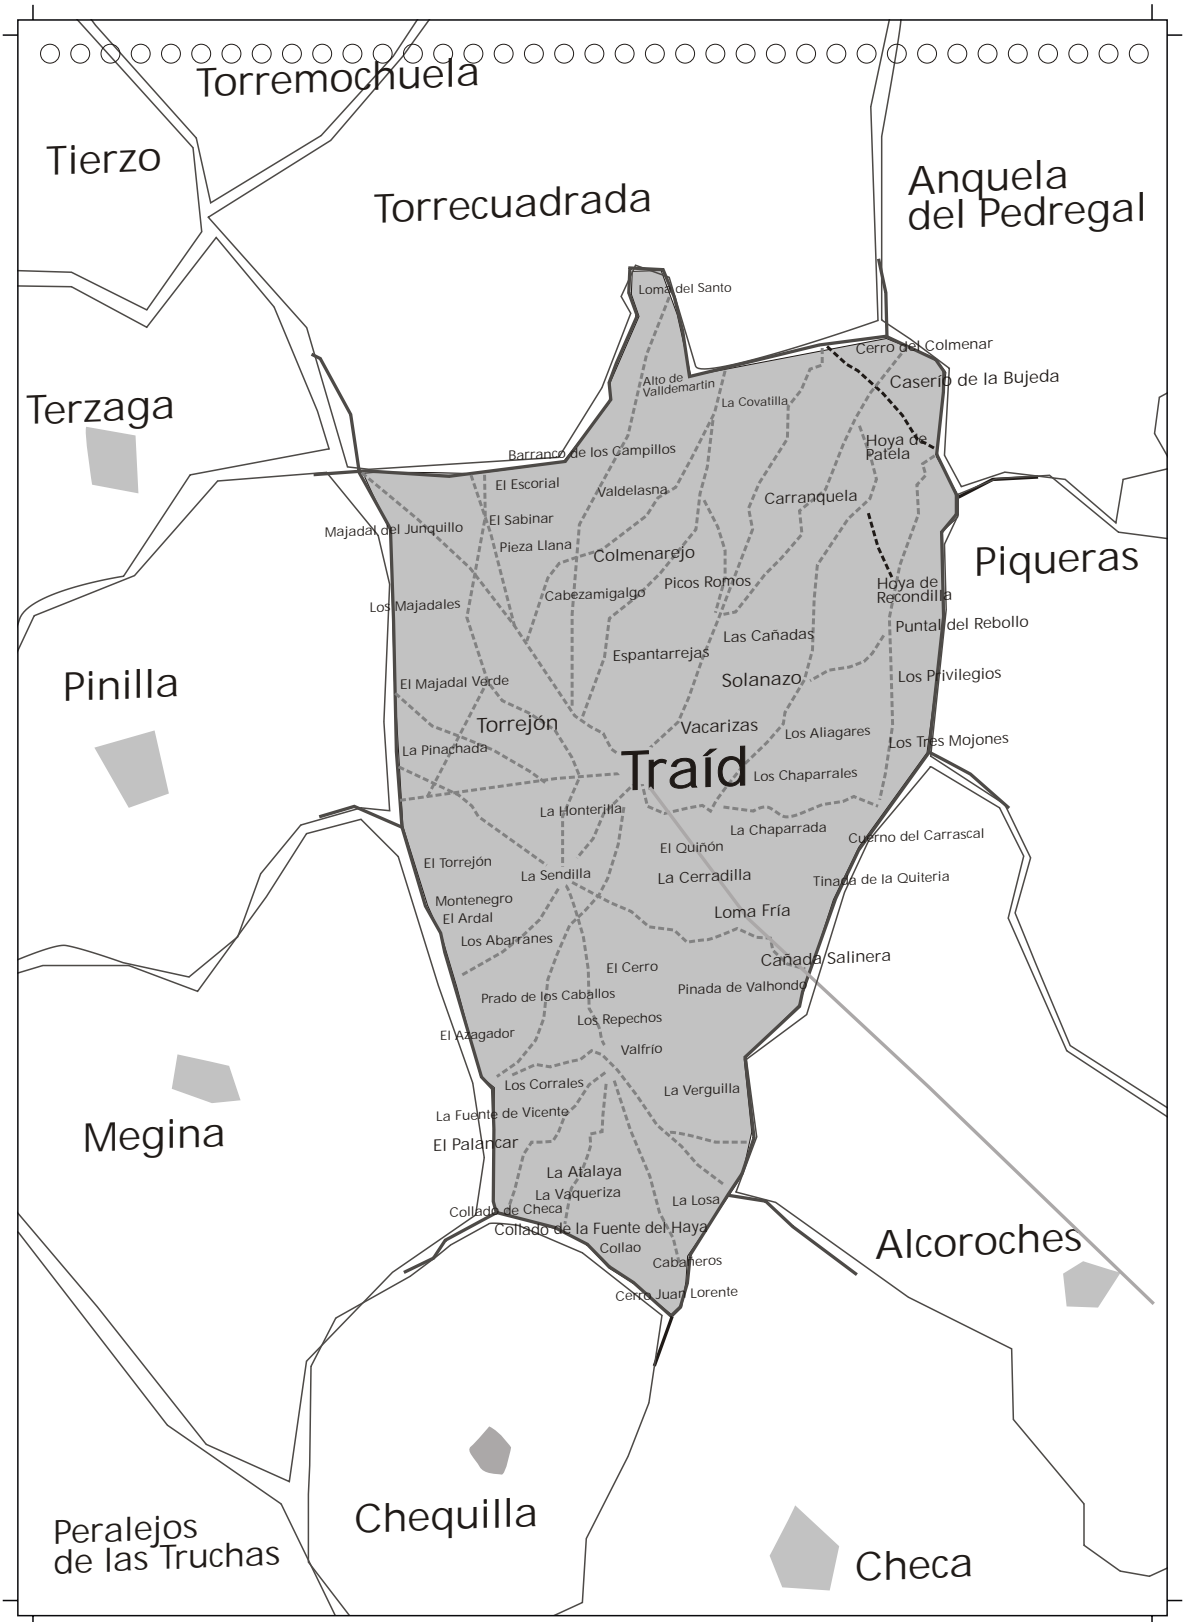 Torremochuela
Tierzo
Torrecuadrada
Anquela
del Pedregal
Loma del Santo
Cerro del Colmenar
Alto de
Valldemartin
Caserío de la Bujeda
La Covatilla
Terzaga
Hoya de
Patela
Barranco de los Campillos
El Escorial
Valdelasna
Carranquela
El Sabinar
Majadal del Junquillo
Pieza Llana
Colmenarejo
Piqueras
Picos Romos
Hoya de
Recondilla
Cabezamigalgo
Los Majadales
Puntal del Rebollo
Las Cañadas
Espantarrejas
Los Privilegios
Pinilla
El Majadal Verde
Solanazo
Torrejón
Vacarizas
Los Aliagares
Los Tres Mojones
La Pinachada
Traíd
Los Chaparrales
La Honterilla
La Chaparrada
Cuerno del Carrascal
El Quiñón
El Torrejón
La Sendilla
La Cerradilla
Tinada de la Quiteria
Montenegro
El Ardal
Loma Fría
Los Abarranes
Cañada Salinera
El Cerro
Pinada de Valhondo
Prado de los Caballos
Los Repechos
El Azagador
Valfrío
Los Corrales
La Verguilla
La Fuente de Vicente
Megina
El Palancar
La Atalaya
La Vaqueriza
La Losa
Collado de Checa
Collado de la Fuente del Haya
Alcoroches
Collao
Cabañeros
Cerro Juan Lorente
Chequilla
Peralejos
de las Truchas
Checa